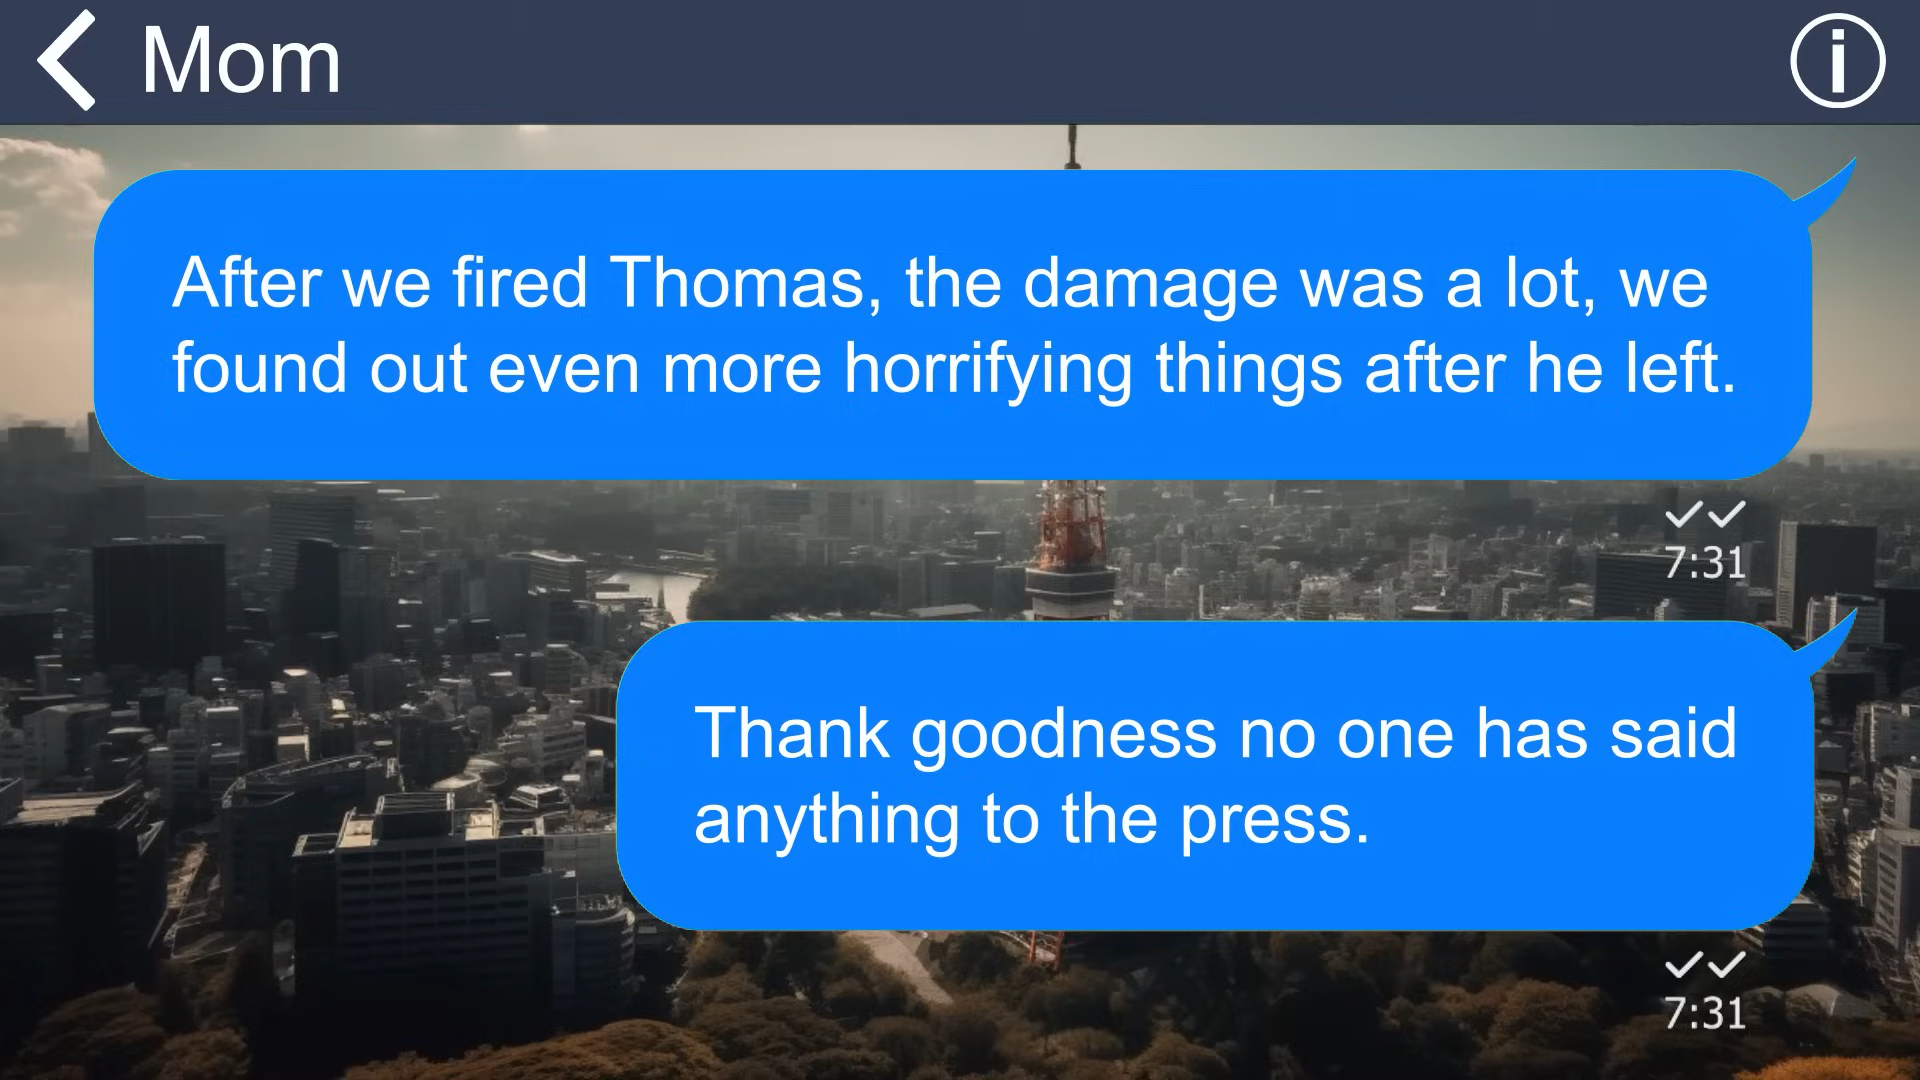 Mom
After we fired Thomas, the damage was a lot, we
found out even more horrifying things after he left.
7:31
Thank goodness no one has said
anything to the press.
7:31